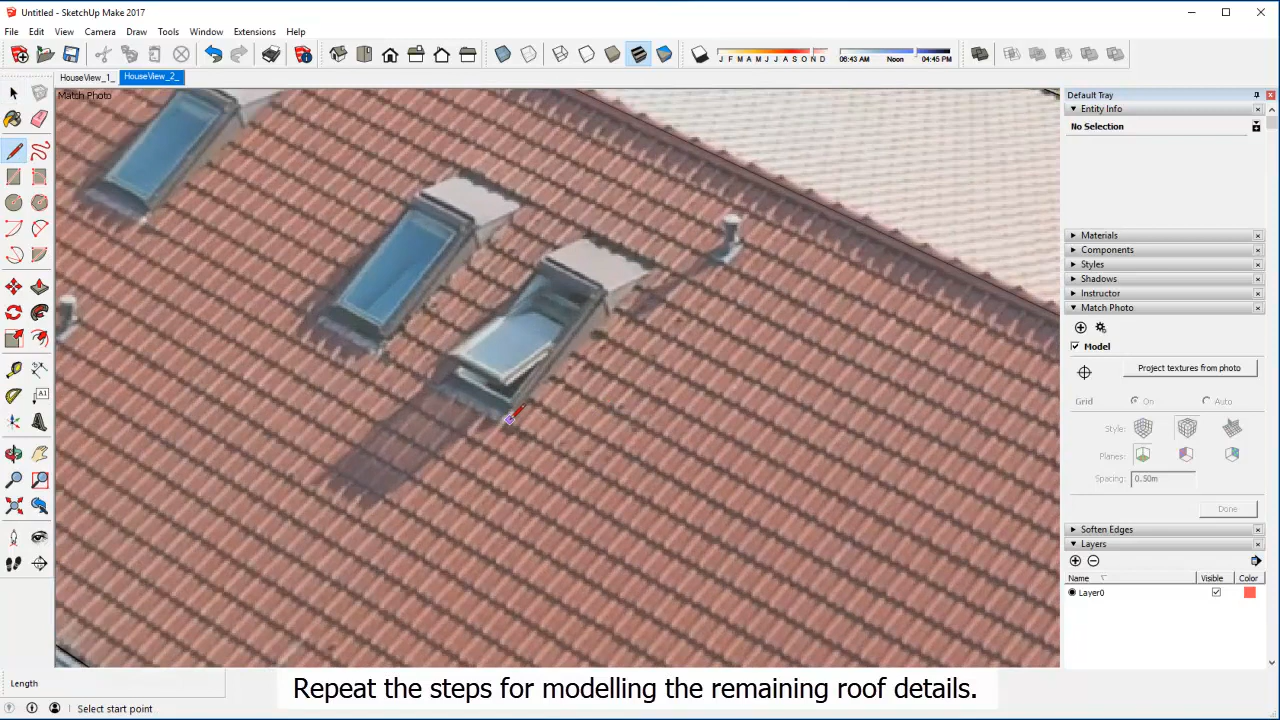 Untitled - SketchUp Make 2017
File Edit View Camera Draw Tools Window Extensions Help
J F M A M J J A S O N D
06:43 AM Noon 04:45 PM
HouseView_1_ HouseView_2_
Match Photo
Default Tray
Entity Info
No Selection
Materials
Components
Styles
Shadows
Instructor
Match Photo
Model
Project textures from photo
Grid On Auto
Style:
Planes:
Spacing: 0.50m
Done
Soften Edges
Layers
Name Visible Color
Layer0
A1
Length
Repeat the steps for modelling the remaining roof details.
Select start point